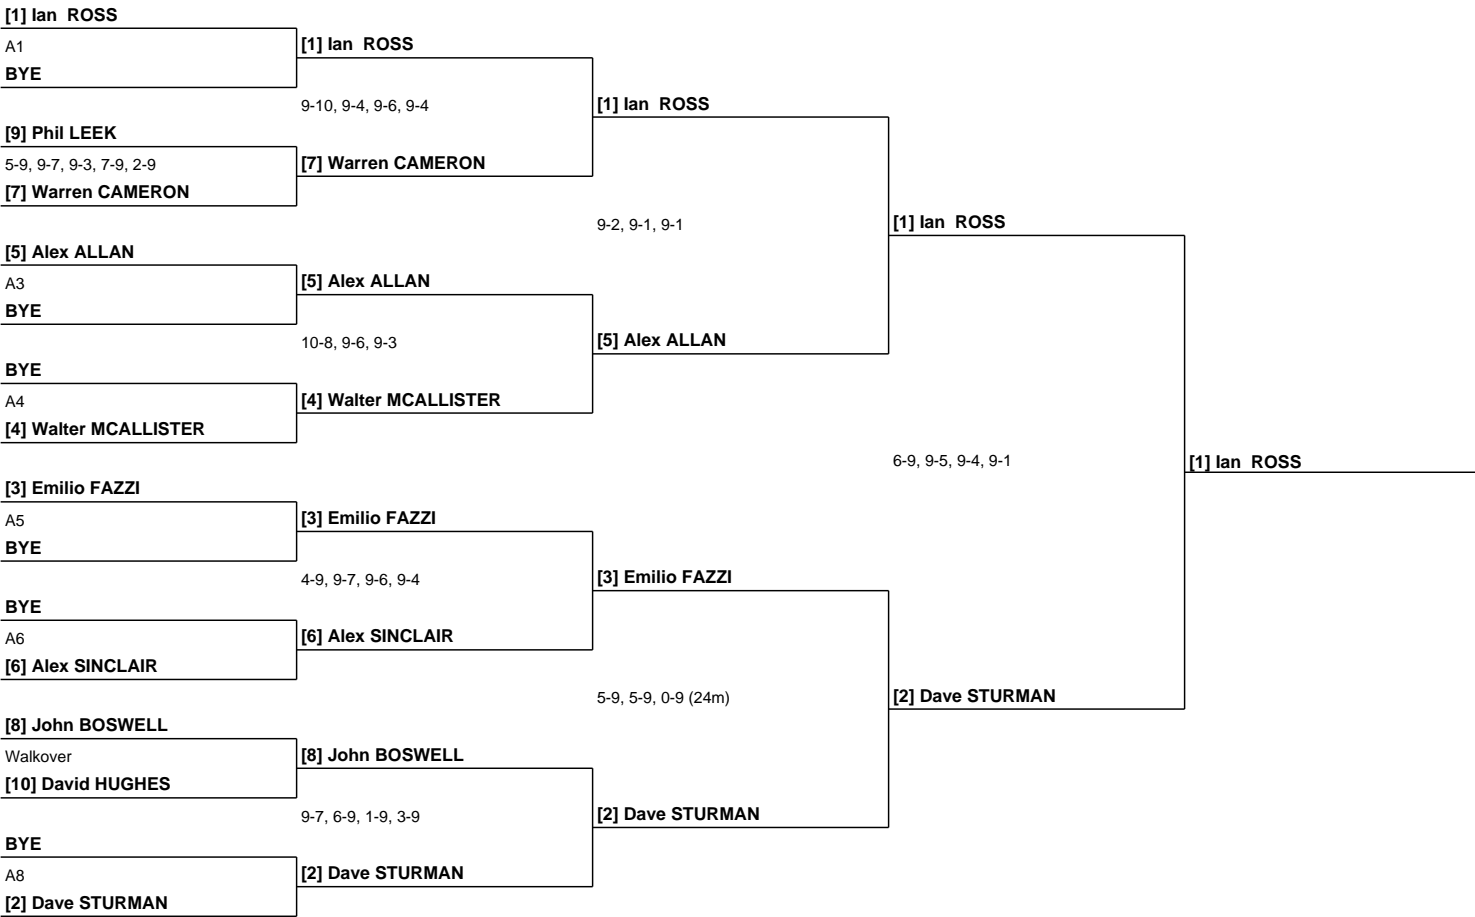 [1] Ian  ROSS
A1
BYE
[9] Phil LEEK
5-9, 9-7, 9-3, 7-9, 2-9
[7] Warren CAMERON
[5] Alex ALLAN
A3
BYE
BYE
A4
[4] Walter MCALLISTER
[3] Emilio FAZZI
A5
BYE
BYE
A6
[6] Alex SINCLAIR
[8] John BOSWELL
Walkover
[10] David HUGHES
BYE
A8
[2] Dave STURMAN
[1] Ian  ROSS
9-10, 9-4, 9-6, 9-4
[7] Warren CAMERON
[5] Alex ALLAN
10-8, 9-6, 9-3
[4] Walter MCALLISTER
[3] Emilio FAZZI
4-9, 9-7, 9-6, 9-4
[6] Alex SINCLAIR
[8] John BOSWELL
9-7, 6-9, 1-9, 3-9
[2] Dave STURMAN
[1] Ian  ROSS
9-2, 9-1, 9-1
[5] Alex ALLAN
[3] Emilio FAZZI
5-9, 5-9, 0-9 (24m)
[2] Dave STURMAN
[1] Ian  ROSS
6-9, 9-5, 9-4, 9-1
[2] Dave STURMAN
[1] Ian  ROSS